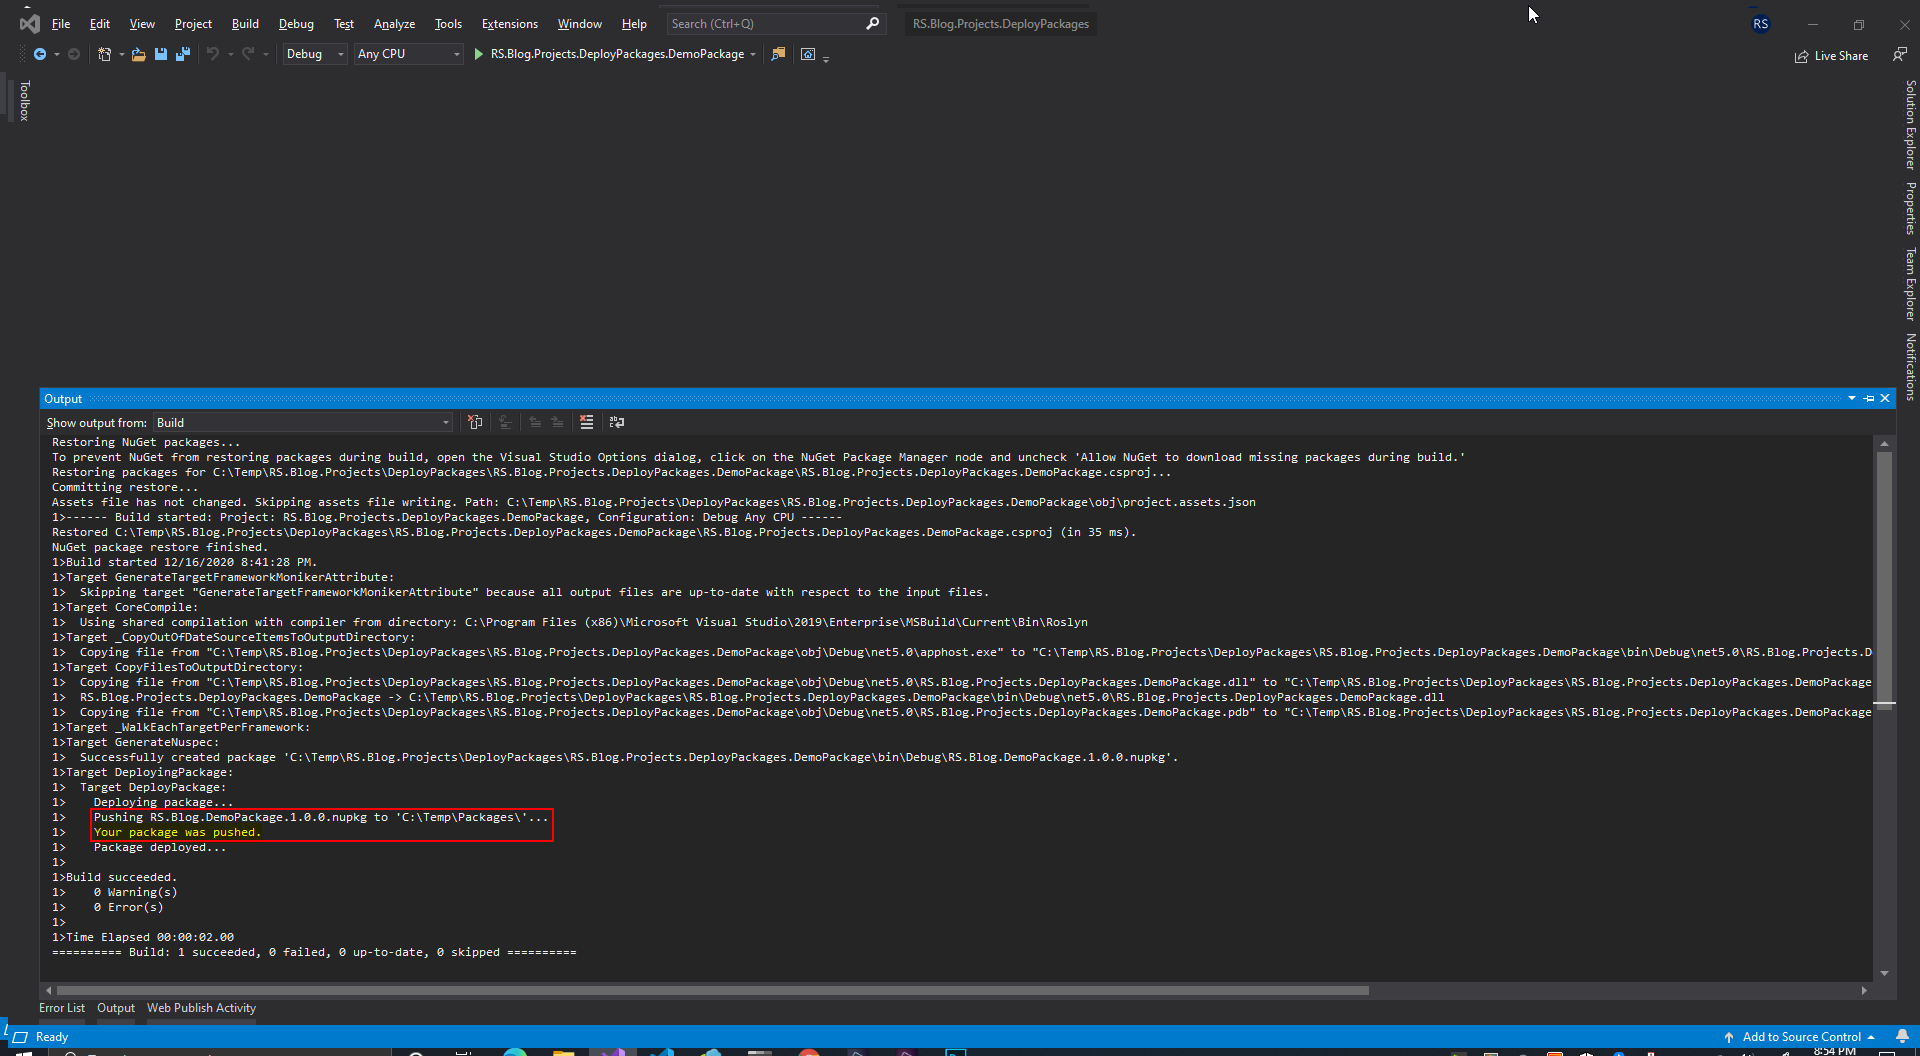 File Edit View Project Build Debug Test Analyze Tools Extensions Window Help Search (Ctrl+Q) RS.Blog.Projects.DeployPackages RS
Debug Any CPU RS.Blog.Projects.DeployPackages.DemoPackage Live Share
Toolbox
Solution Explorer
Properties
Team Explorer
Notifications
Output
Show output from: Build
Restoring NuGet packages...
To prevent NuGet from restoring packages during build, open the Visual Studio Options dialog, click on the NuGet Package Manager node and uncheck 'Allow NuGet to download missing packages during build.'
Restoring packages for C:\Temp\RS.Blog.Projects\DeployPackages\RS.Blog.Projects.DeployPackages.DemoPackage\RS.Blog.Projects.DeployPackages.DemoPackage.csproj...
Committing restore...
Assets file has not changed. Skipping assets file writing. Path: C:\Temp\RS.Blog.Projects\DeployPackages\RS.Blog.Projects.DeployPackages.DemoPackage\obj\project.assets.json
1>------ Build started: Project: RS.Blog.Projects.DeployPackages.DemoPackage, Configuration: Debug Any CPU ------
Restored C:\Temp\RS.Blog.Projects\DeployPackages\RS.Blog.Projects.DeployPackages.DemoPackage\RS.Blog.Projects.DeployPackages.DemoPackage.csproj (in 35 ms).
NuGet package restore finished.
1>Build started 12/16/2020 8:41:28 PM.
1>Target GenerateTargetFrameworkMonikerAttribute:
1>  Skipping target "GenerateTargetFrameworkMonikerAttribute" because all output files are up-to-date with respect to the input files.
1>Target CoreCompile:
1>  Using shared compilation with compiler from directory: C:\Program Files (x86)\Microsoft Visual Studio\2019\Enterprise\MSBuild\Current\Bin\Roslyn
1>Target _CopyOutOfDateSourceItemsToOutputDirectory:
1>  Copying file from "C:\Temp\RS.Blog.Projects\DeployPackages\RS.Blog.Projects.DeployPackages.DemoPackage\obj\Debug\net5.0\apphost.exe" to "C:\Temp\RS.Blog.Projects\DeployPackages\RS.Blog.Projects.DeployPackages.DemoPackage\bin\Debug\net5.0\RS.Blog.Projects.D
1>Target CopyFilesToOutputDirectory:
1>  Copying file from "C:\Temp\RS.Blog.Projects\DeployPackages\RS.Blog.Projects.DeployPackages.DemoPackage\obj\Debug\net5.0\RS.Blog.Projects.DeployPackages.DemoPackage.dll" to "C:\Temp\RS.Blog.Projects\DeployPackages\RS.Blog.Projects.DeployPackages.DemoPackage
1>  RS.Blog.Projects.DeployPackages.DemoPackage -> C:\Temp\RS.Blog.Projects\DeployPackages\RS.Blog.Projects.DeployPackages.DemoPackage\bin\Debug\net5.0\RS.Blog.Projects.DeployPackages.DemoPackage.dll
1>  Copying file from "C:\Temp\RS.Blog.Projects\DeployPackages\RS.Blog.Projects.DeployPackages.DemoPackage\obj\Debug\net5.0\RS.Blog.Projects.DeployPackages.DemoPackage.pdb" to "C:\Temp\RS.Blog.Projects\DeployPackages\RS.Blog.Projects.DeployPackages.DemoPackage
1>Target _WalkEachTargetPerFramework:
1>Target GenerateNuspec:
1>  Successfully created package 'C:\Temp\RS.Blog.Projects\DeployPackages\RS.Blog.Projects.DeployPackages.DemoPackage\bin\Debug\RS.Blog.DemoPackage.1.0.0.nupkg'.
1>Target DeployingPackage:
1>  Target DeployPackage:
1>    Deploying package...
1>    Pushing RS.Blog.DemoPackage.1.0.0.nupkg to 'C:\Temp\Packages\'...
1>    Your package was pushed.
1>    Package deployed...
1>
1>Build succeeded.
1>    0 Warning(s)
1>    0 Error(s)
1>
1>Time Elapsed 00:00:02.00
========== Build: 1 succeeded, 0 failed, 0 up-to-date, 0 skipped ==========
Error List Output Web Publish Activity
Ready Add to Source Control
8:54 PM